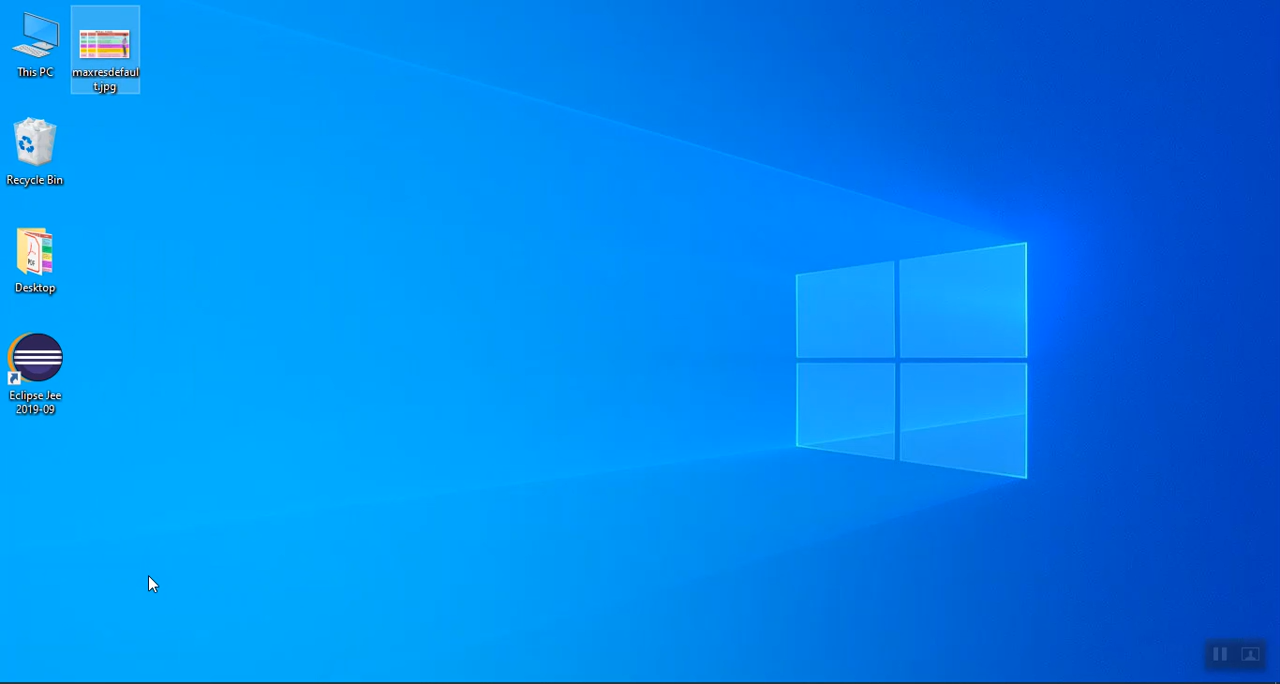 This PC
maxresdefaul
t.jpg
Recycle Bin
Desktop
Eclipse Jee
2019-09